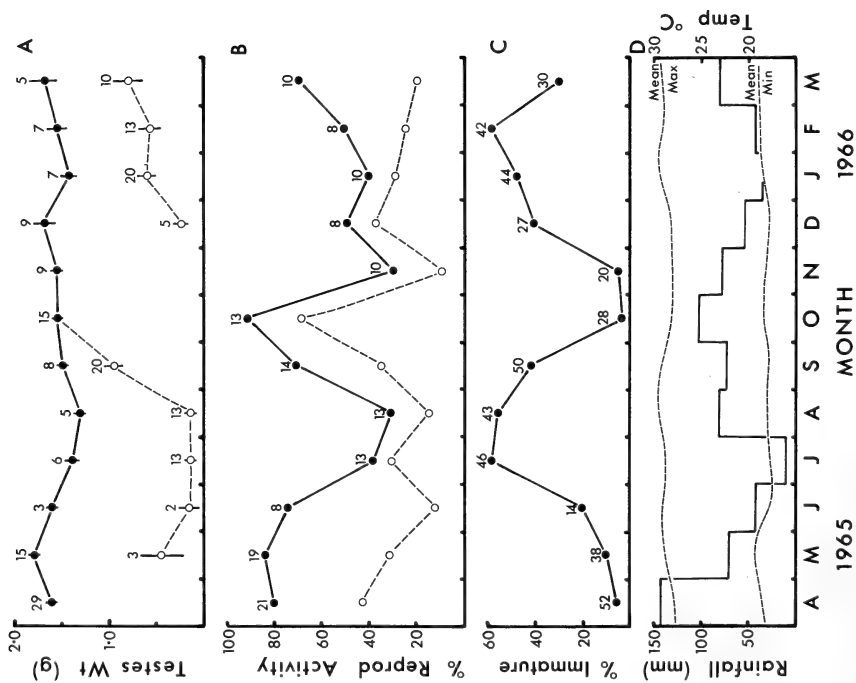 A
2·0
1·0
Testes Wt (g)
29 15 3 6 5 8 15 9 9 7 7 5
3 2 13 13 20 5 20 13 10
B
100
80
60
40
20
% Reprod Activity
21 19 8 13 13 14 13 10 8 10 8 10
C
60
40
20
% Immature
52 38 14 46 43 50 28 20 27 44 42 30
D
150
100
50
Rainfall (mm)
Mean
Max
Mean
Min
30
25
20
Temp °C
A M J J A S O N D J F M
1965 MONTH 1966